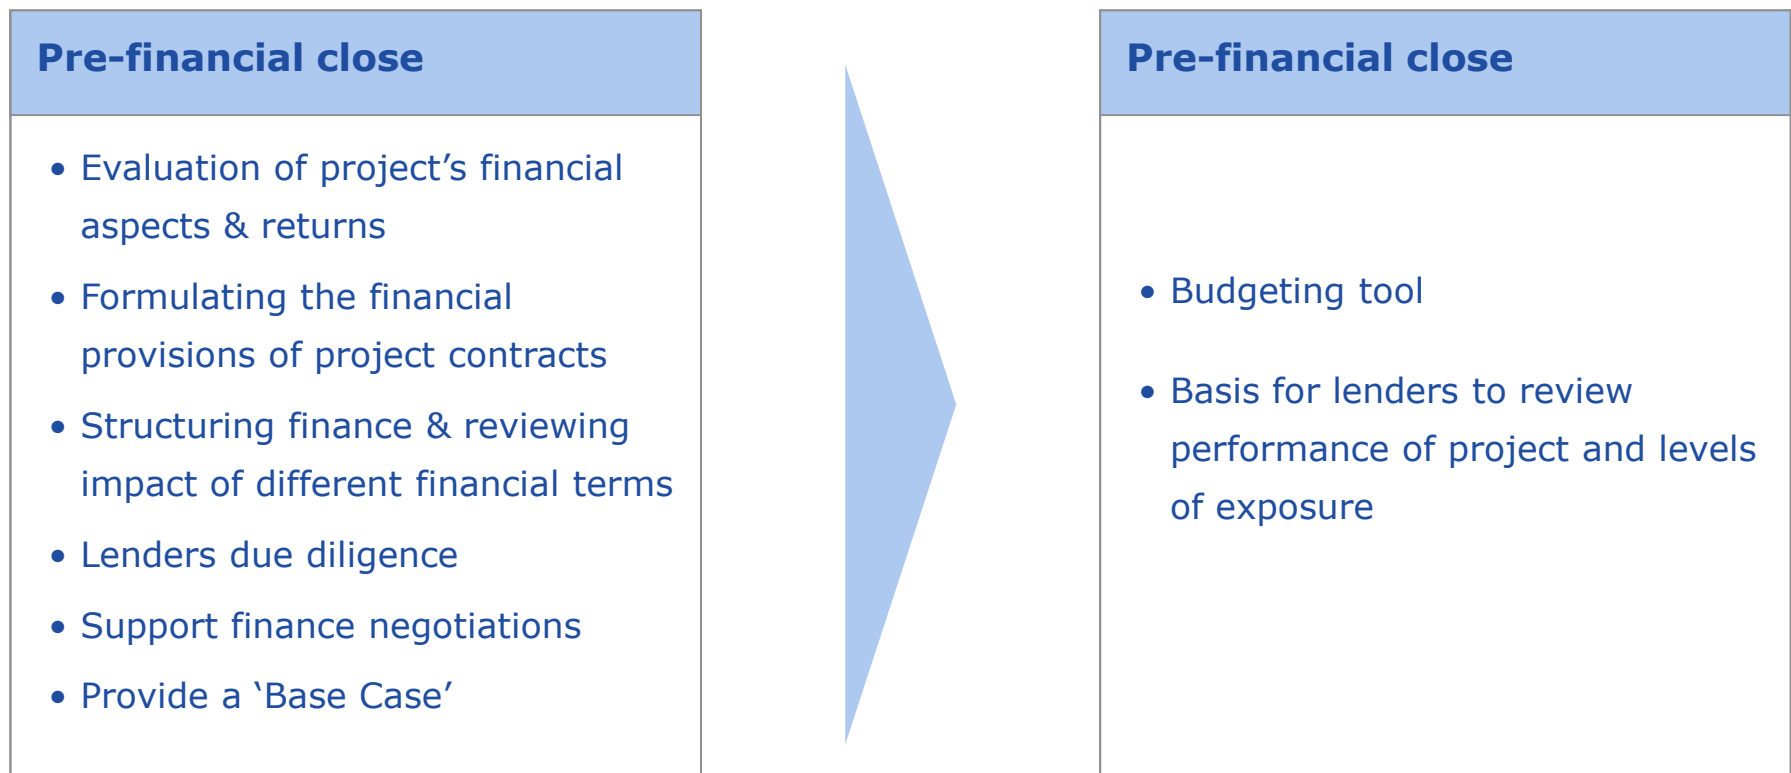 Pre-financial close
• Evaluation of project’s financial
aspects & returns
• Formulating the financial
provisions of project contracts
• Structuring finance & reviewing
impact of different financial terms
• Lenders due diligence
• Support finance negotiations
• Provide a ‘Base Case’
Pre-financial close
• Budgeting tool
• Basis for lenders to review
performance of project and levels
of exposure